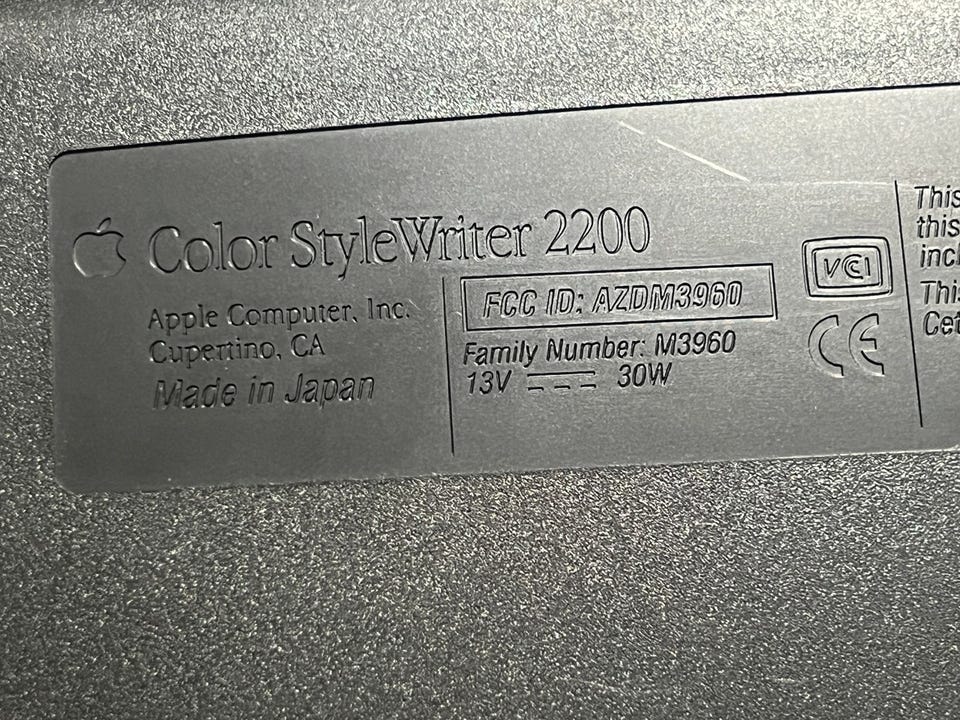 Color StyleWriter 2200
Apple Computer, Inc.
Cupertino, CA
Made in Japan
FCC ID: AZDM3960
Family Number: M3960
13V 30W
VCI
CE
This
this
incl
This
Cet